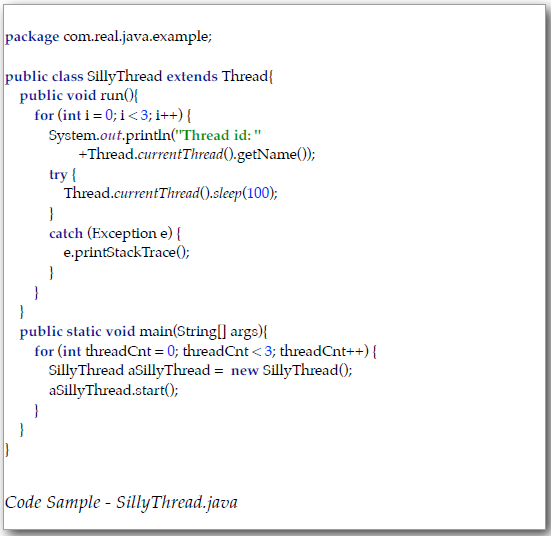 package com.real.java.example;
public class SillyThread extends Thread{
public void run(){
for (int i = 0; i < 3; i++) {
System.out.println("Thread id: "
+Thread.currentThread().getName());
try {
Thread.currentThread().sleep(100);
}
catch (Exception e) {
e.printStackTrace();
}
}
}
public static void main(String[] args){
for (int threadCnt = 0; threadCnt < 3; threadCnt++) {
SillyThread aSillyThread =  new SillyThread();
aSillyThread.start();
}
}
}
Code Sample - SillyThread.java